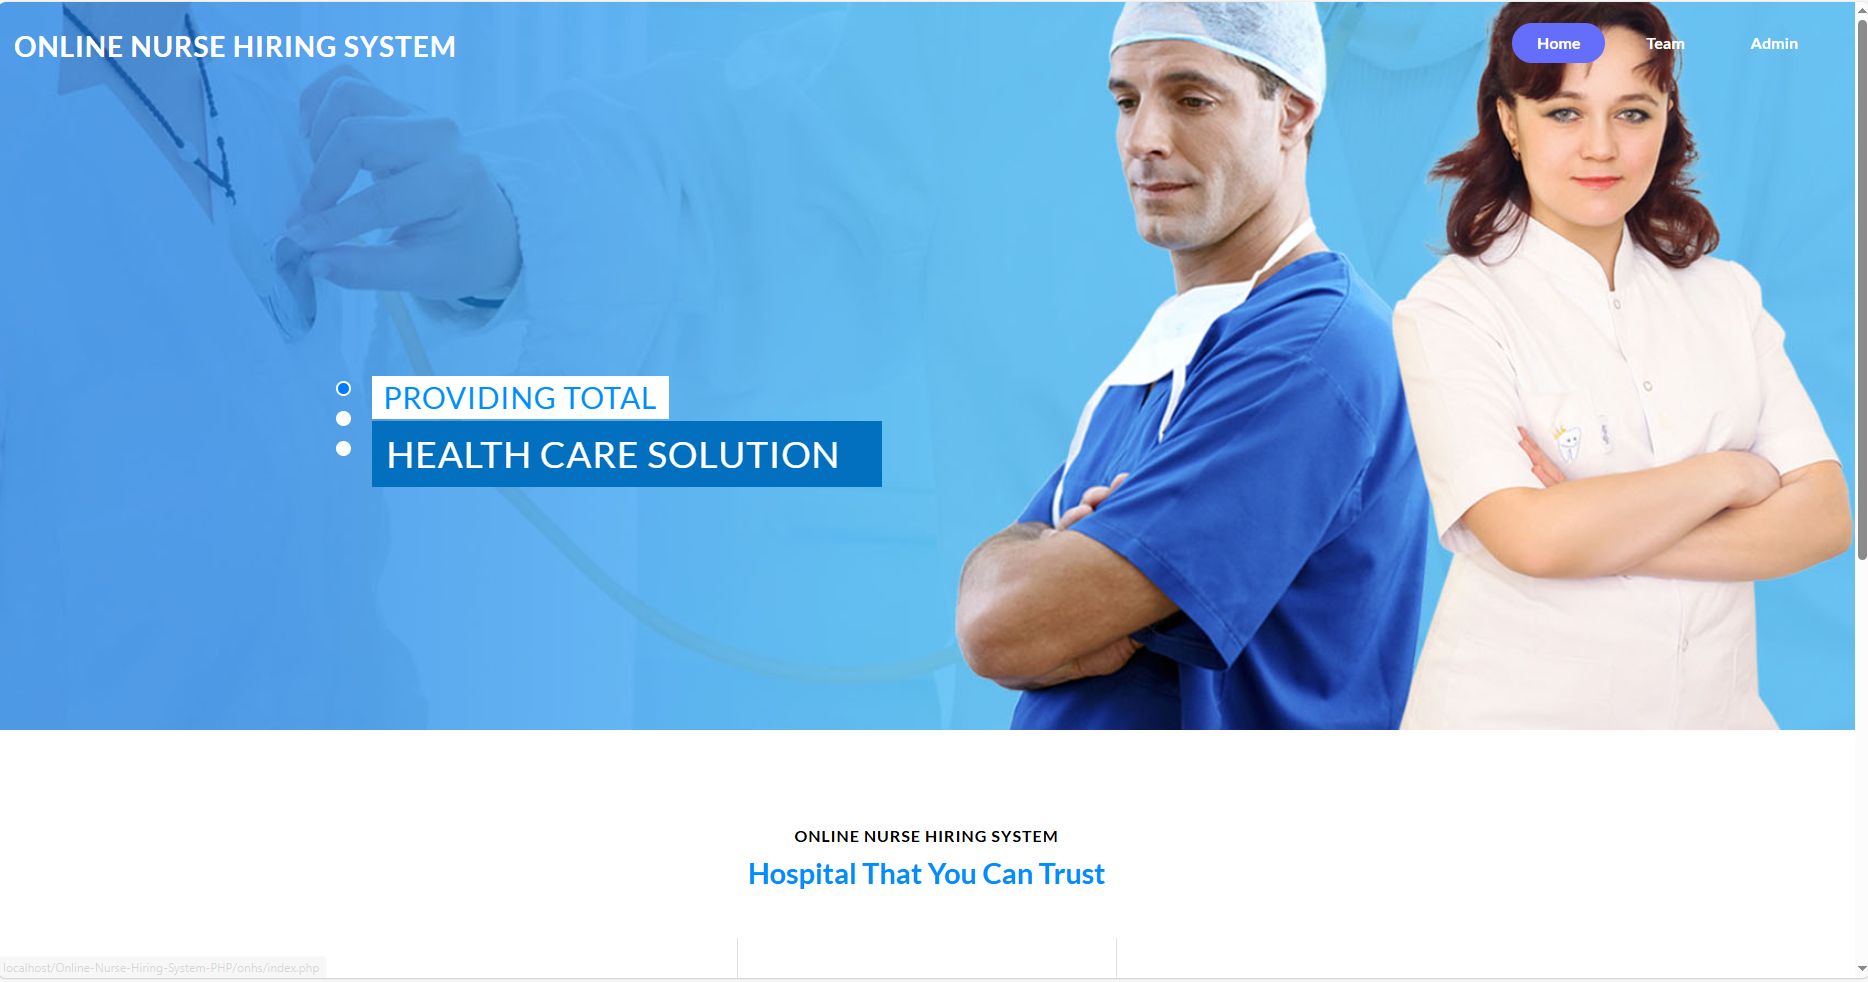 ONLINE NURSE HIRING SYSTEM
Home Team Admin
PROVIDING TOTAL
HEALTH CARE SOLUTION
ONLINE NURSE HIRING SYSTEM
Hospital That You Can Trust
localhost/Online-Nurse-Hiring-System-PHP/onhs/index.php